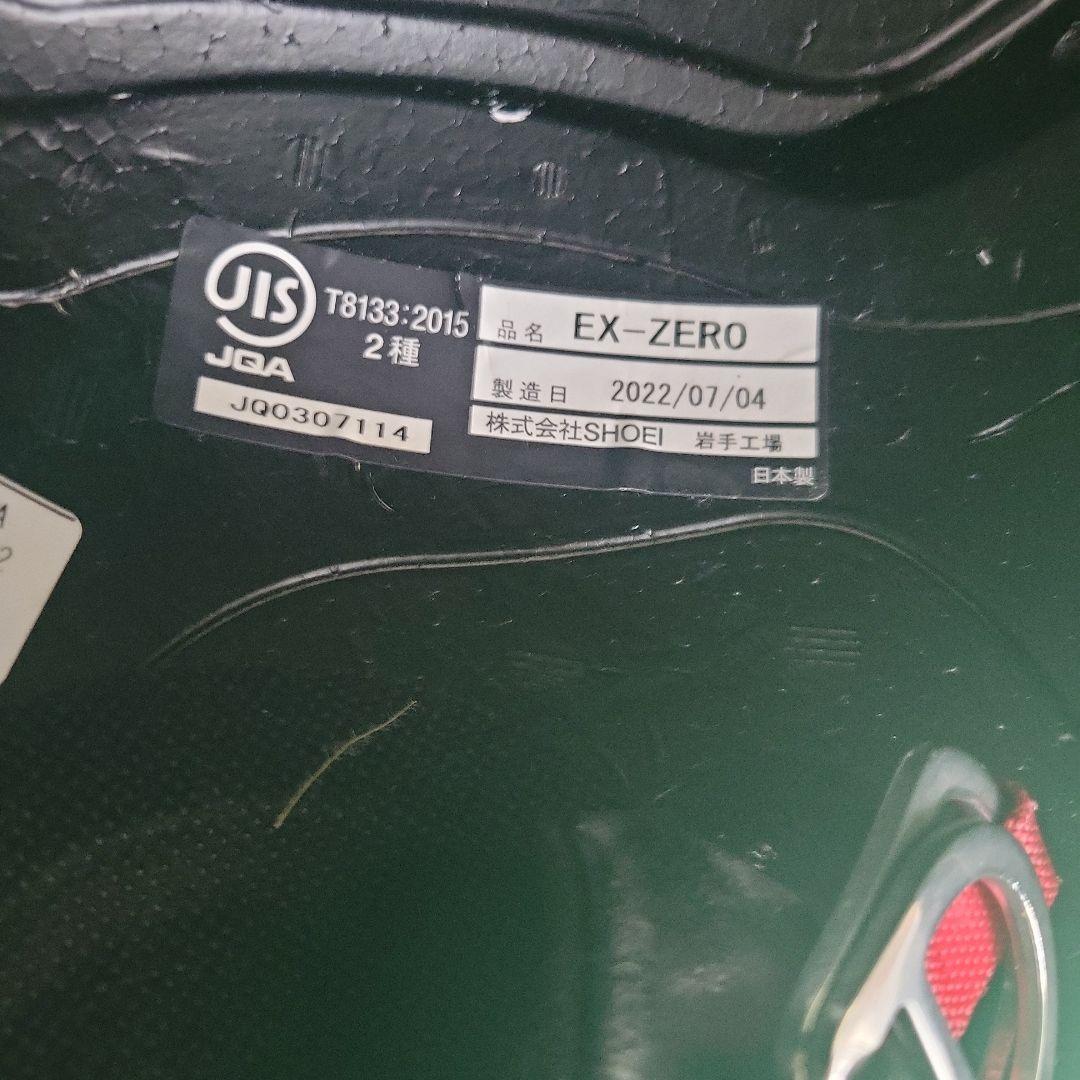 JIS
JQA
T8133:2015
2種
JQ0307114
品名 EX-ZERO
製造日 2022/07/04
株式会社SHOEI 岩手工場
日本製
A
2